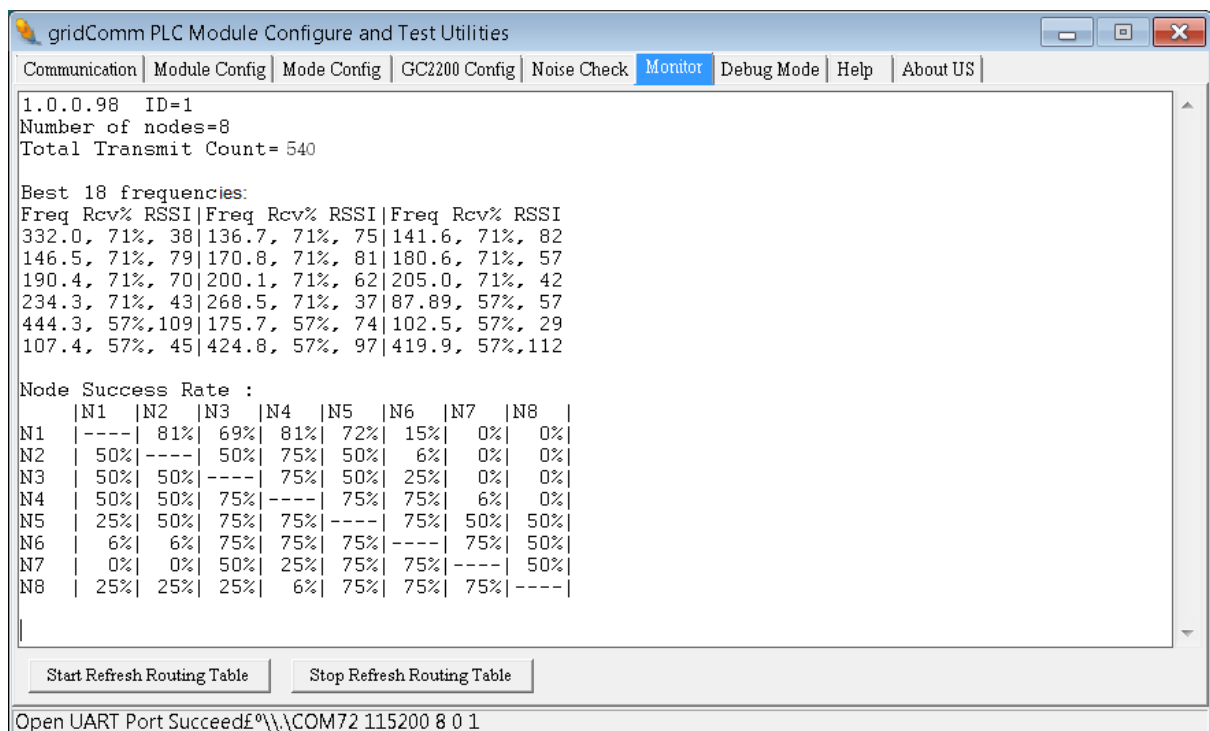 gridComm PLC Module Configure and Test Utilities
Communication Module Config Mode Config GC2200 Config Noise Check Monitor Debug Mode Help About US
1.0.0.98  ID=1
Number of nodes=8
Total Transmit Count= 540
Best 18 frequencies:
Freq Rcv% RSSI|Freq Rcv% RSSI|Freq Rcv% RSSI
332.0, 71%, 38|136.7, 71%, 75|141.6, 71%, 82
146.5, 71%, 79|170.8, 71%, 81|180.6, 71%, 57
190.4, 71%, 70|200.1, 71%, 62|205.0, 71%, 42
234.3, 71%, 43|268.5, 71%, 37|87.89, 57%, 57
444.3, 57%,109|175.7, 57%, 74|102.5, 57%, 29
107.4, 57%, 45|424.8, 57%, 97|419.9, 57%,112
Node Success Rate :
    |N1  |N2  |N3  |N4  |N5  |N6  |N7  |N8  |
N1  |----| 81%| 69%| 81%| 72%| 15%|  0%|  0%|
N2  | 50%|----| 50%| 75%| 50%|  6%|  0%|  0%|
N3  | 50%| 50%|----| 75%| 50%| 25%|  0%|  0%|
N4  | 50%| 50%| 75%|----| 75%| 75%|  6%|  0%|
N5  | 25%| 50%| 75%| 75%|----| 75%| 50%| 50%|
N6  |  6%|  6%| 75%| 75%| 75%|----| 75%| 50%|
N7  |  0%|  0%| 50%| 25%| 75%| 75%|----| 50%|
N8  | 25%| 25%| 25%|  6%| 75%| 75%| 75%|----|
Start Refresh Routing Table Stop Refresh Routing Table
Open UART Port Succeed£º\\.\COM72 115200 8 0 1